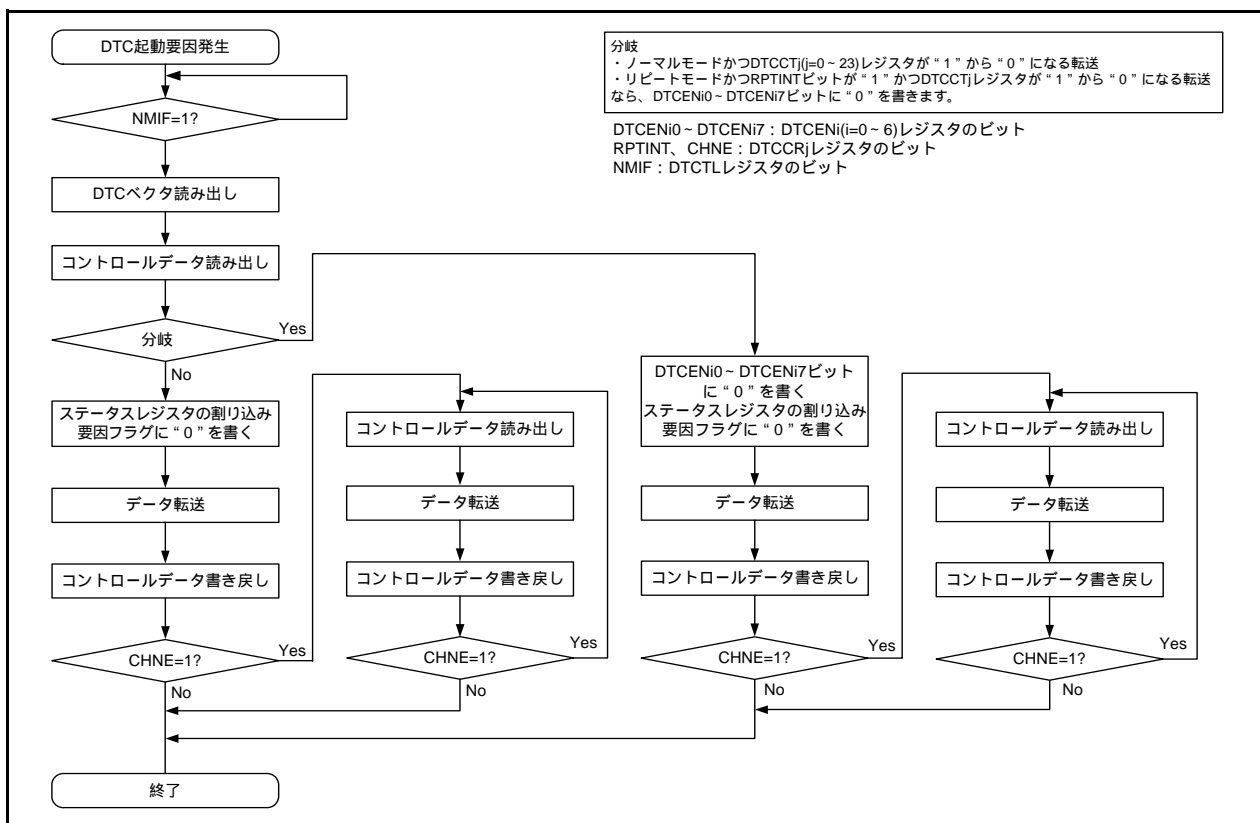 DTC起動要因発生
NMIF=1?
DTCベクタ読み出し
コントロールデータ読み出し
分岐
Yes
No
分岐
・ノーマルモードかつDTCCTj(j=0~23)レジスタが“1”から“0”になる転送
・リピートモードかつRPTINTビットが“1”かつDTCCTjレジスタが“1”から“0”になる転送
なら、DTCENi0~DTCENi7ビットに“0”を書きます。
DTCENi0~DTCENi7：DTCENi(i=0~6)レジスタのビット
RPTINT、CHNE：DTCCRjレジスタのビット
NMIF：DTCTLレジスタのビット
ステータスレジスタの割り込み
要因フラグに“0”を書く
データ転送
コントロールデータ書き戻し
CHNE=1?
Yes
No
コントロールデータ読み出し
データ転送
コントロールデータ書き戻し
CHNE=1?
Yes
No
DTCENi0~DTCENi7ビット
に“0”を書く
ステータスレジスタの割り込み
要因フラグに“0”を書く
データ転送
コントロールデータ書き戻し
CHNE=1?
Yes
No
コントロールデータ読み出し
データ転送
コントロールデータ書き戻し
CHNE=1?
Yes
No
終了